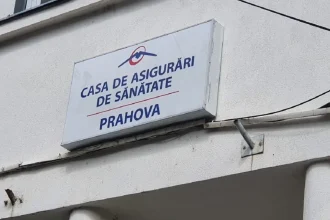 CASA DE ASIGURĂRI
DE SĂNĂTATE
PRAHOVA